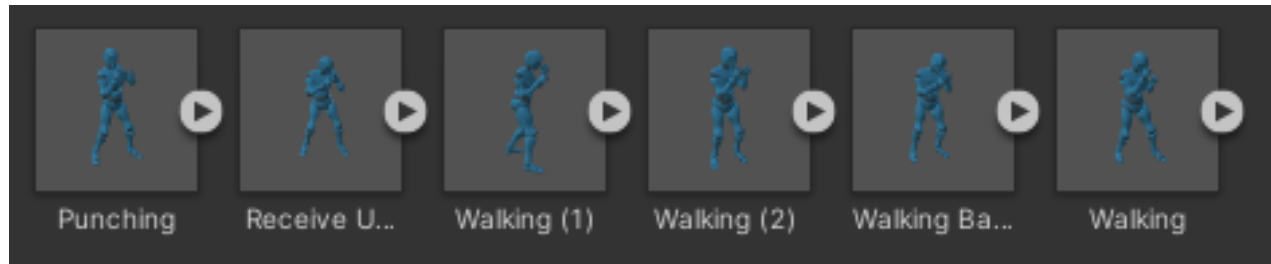 Punching
Receive U...
Walking (1)
Walking (2)
Walking Ba...
Walking